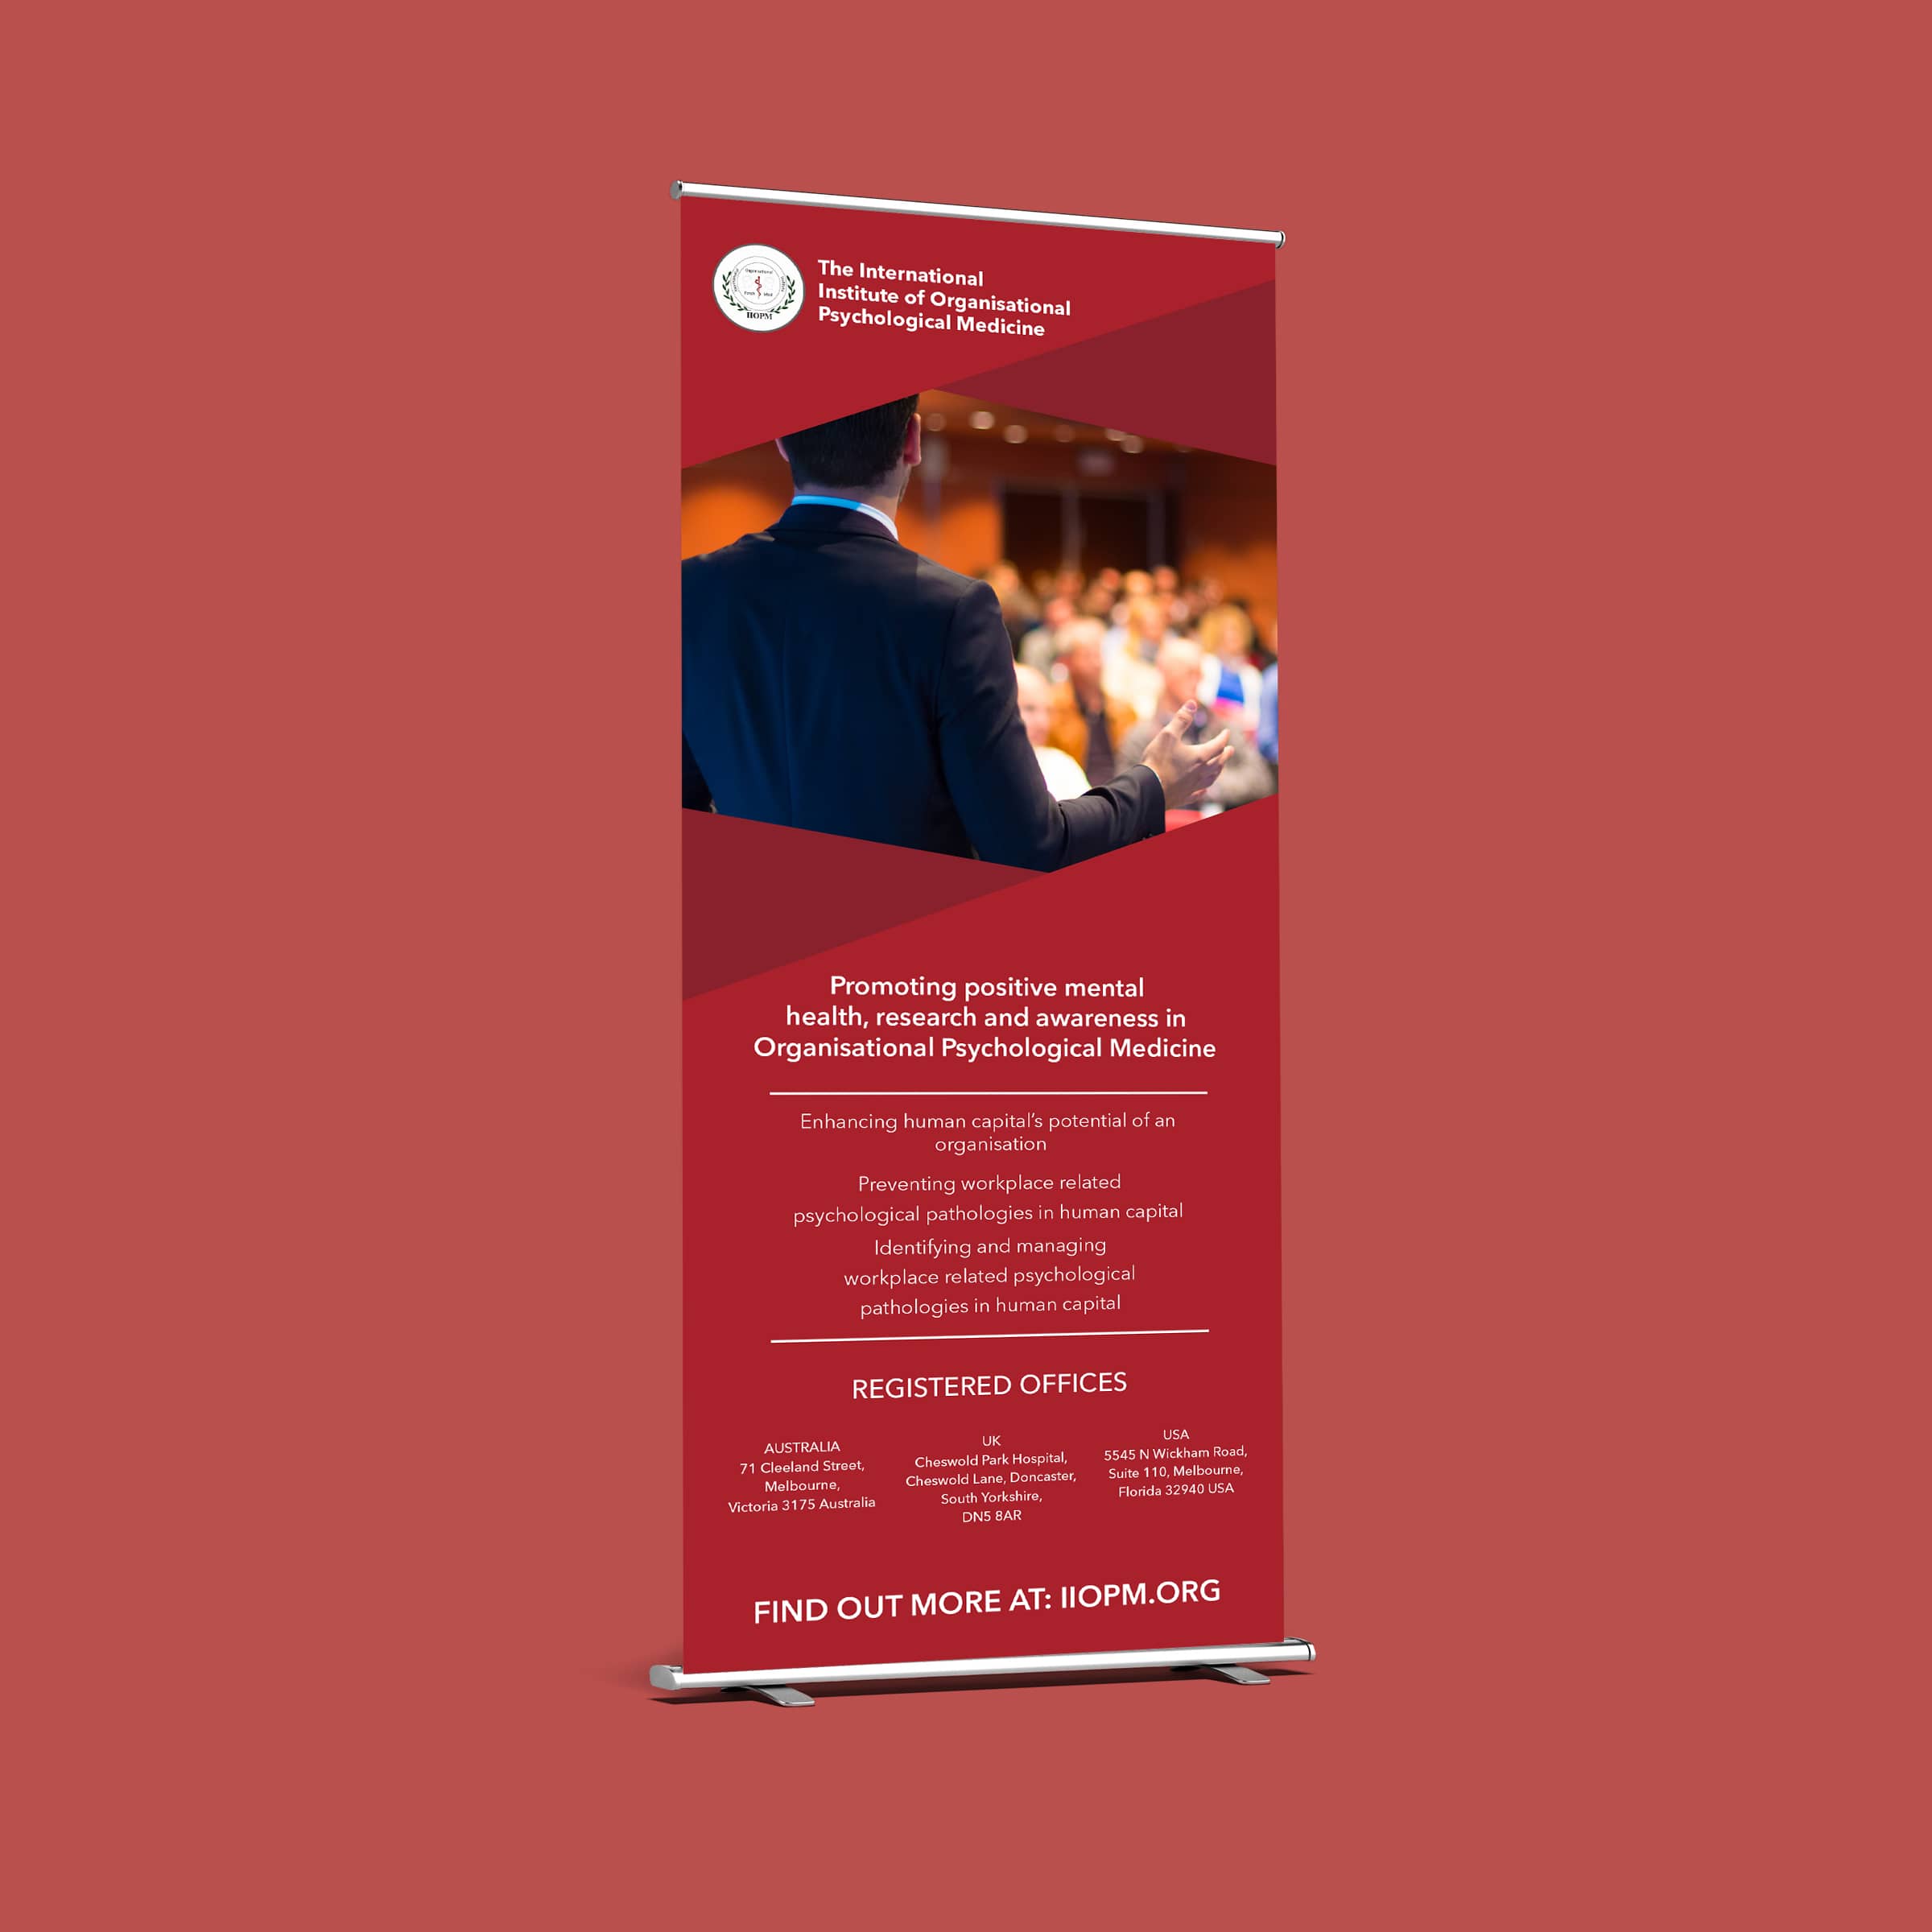 The International
Institute of Organisational
Psychological Medicine
Organisational
Psych Med
IIOPM
Promoting positive mental
health, research and awareness in
Organisational Psychological Medicine
Enhancing human capital's potential of an
organisation
Preventing workplace related
psychological pathologies in human capital
Identifying and managing
workplace related psychological
pathologies in human capital
REGISTERED OFFICES
AUSTRALIA
71 Cleeland Street,
Melbourne,
Victoria 3175 Australia
UK
Cheswold Park Hospital,
Cheswold Lane, Doncaster,
South Yorkshire,
DN5 8AR
USA
5545 N Wickham Road,
Suite 110, Melbourne,
Florida 32940 USA
FIND OUT MORE AT: IIOPM.ORG